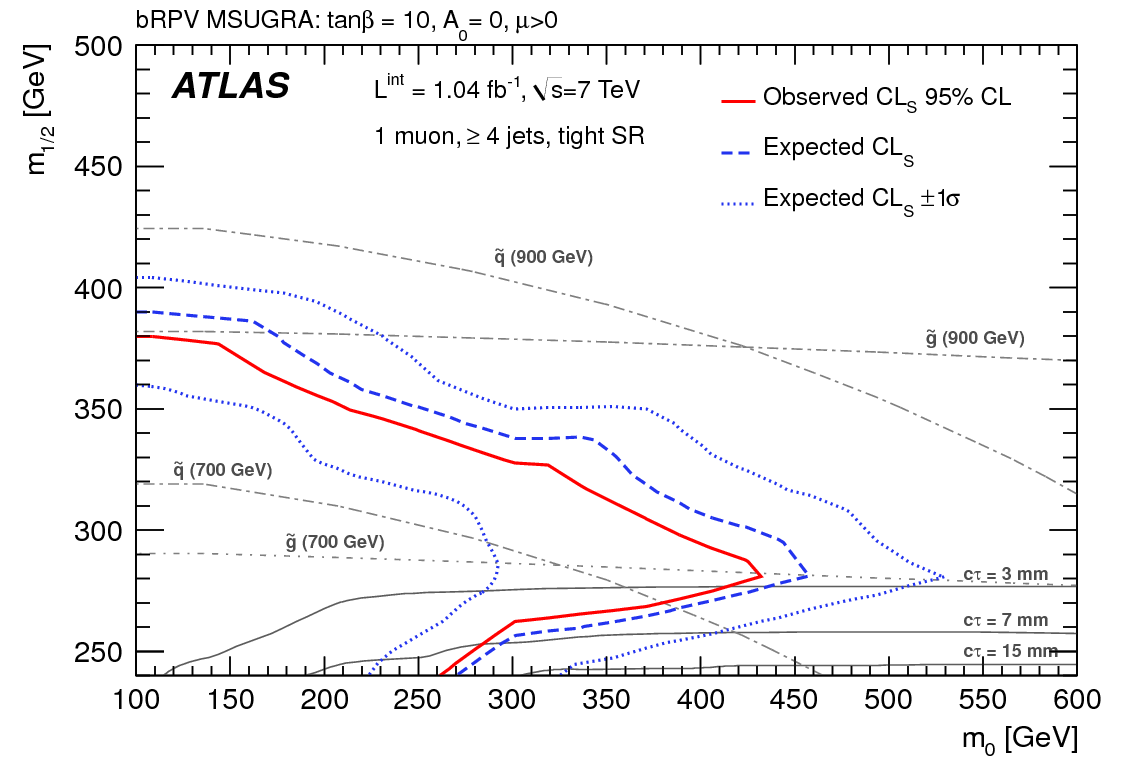 bRPV MSUGRA: tanβ = 10, A0 = 0, μ>0
500
m1/2 [GeV]
ATLAS
L^int = 1.04 fb^-1, √s=7 TeV
1 muon, ≥ 4 jets, tight SR
Observed CLS 95% CL
Expected CLS
Expected CLS ±1σ
450
q̃ (900 GeV)
400
g̃ (900 GeV)
350
q̃ (700 GeV)
300
g̃ (700 GeV)
cτ = 3 mm
cτ = 7 mm
250
cτ = 15 mm
100 150 200 250 300 350 400 450 500 550 600
m0 [GeV]